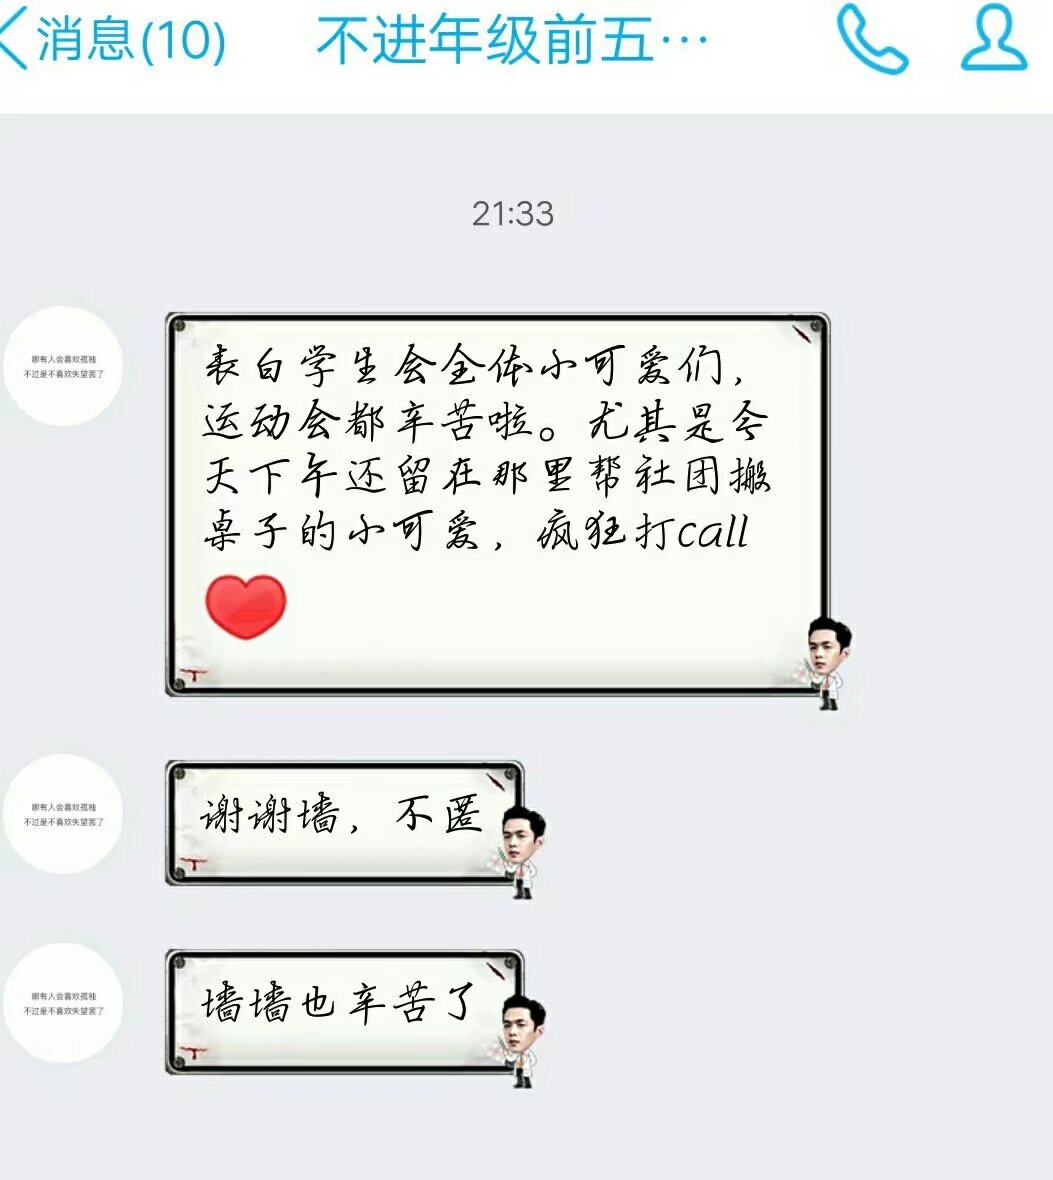 消息(10)
不进年级前五…
21:33
哪有人会喜欢孤独
不过是不喜欢失望罢了
表白学生会全体小可爱们，
运动会都辛苦啦。尤其是今
天下午还留在那里帮社团搬
桌子的小可爱，疯狂打call
哪有人会喜欢孤独
不过是不喜欢失望罢了
谢谢墙，不匿
哪有人会喜欢孤独
不过是不喜欢失望罢了
墙墙也辛苦了